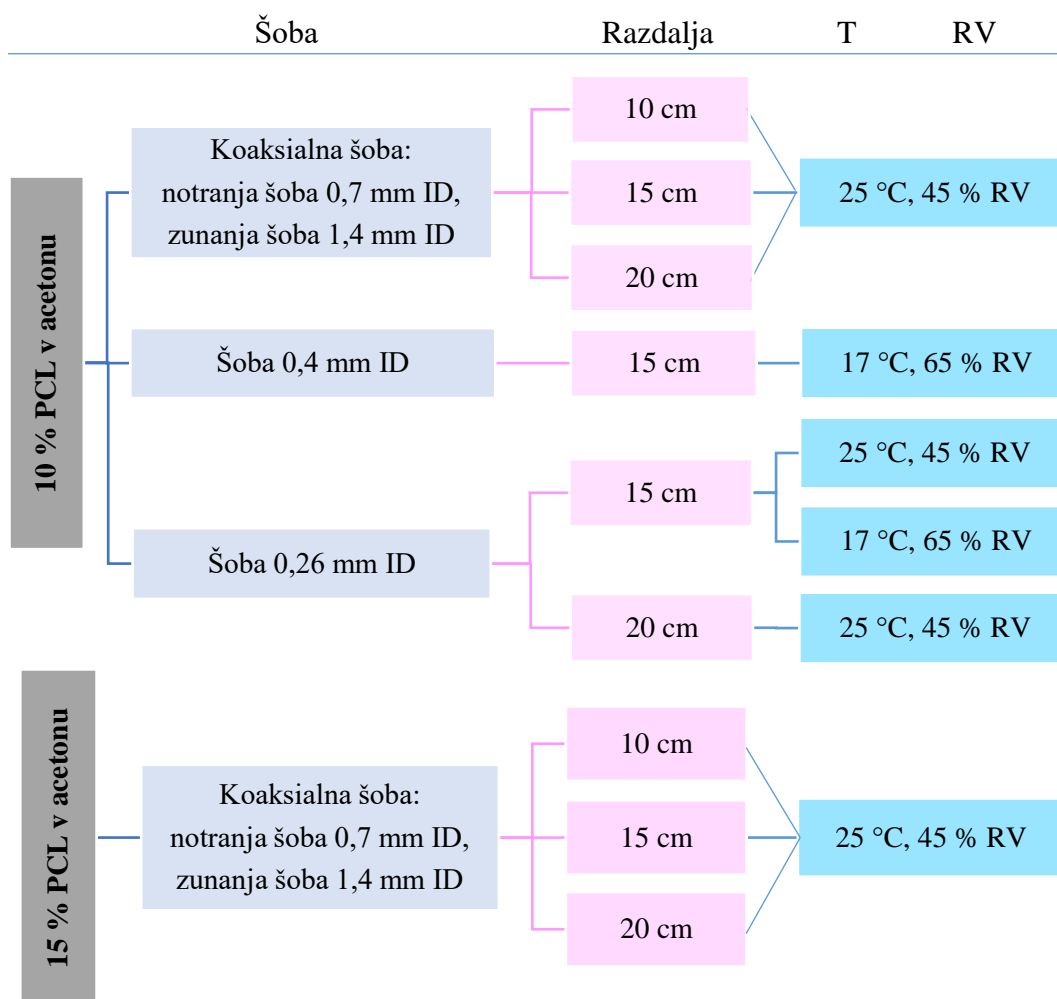 Šoba Razdalja T RV
10 % PCL v acetonu
Koaksialna šoba:
notranja šoba 0,7 mm ID,
zunanja šoba 1,4 mm ID
10 cm
15 cm
20 cm
25 °C, 45 % RV
Šoba 0,4 mm ID
15 cm
17 °C, 65 % RV
Šoba 0,26 mm ID
15 cm
25 °C, 45 % RV
17 °C, 65 % RV
20 cm
25 °C, 45 % RV
15 % PCL v acetonu
Koaksialna šoba:
notranja šoba 0,7 mm ID,
zunanja šoba 1,4 mm ID
10 cm
15 cm
20 cm
25 °C, 45 % RV